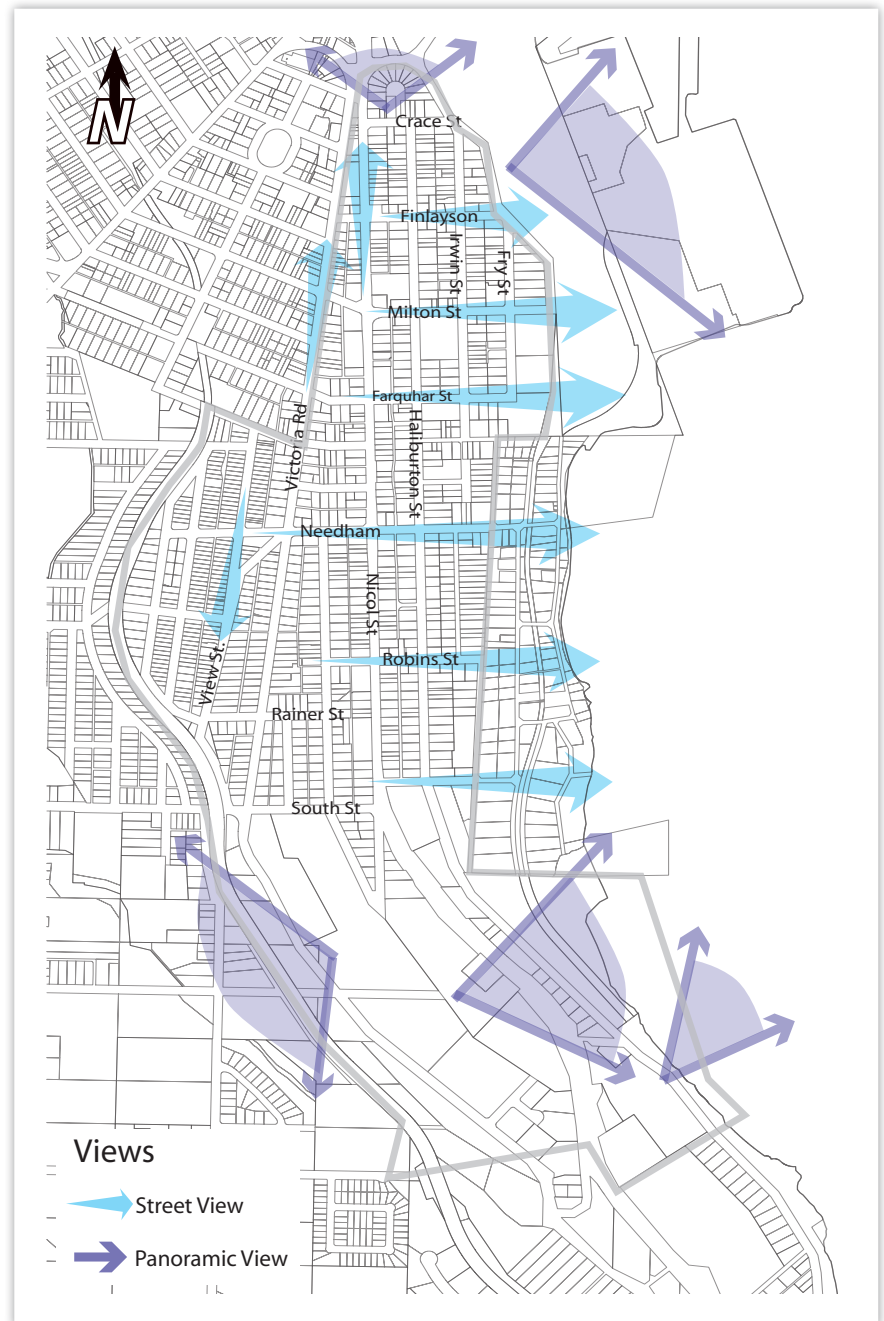 N
Crace St
Finlayson
Irwin St
Fry St
Milton St
Farquhar St
Victoria Rd
Haliburton St
Needham
Nicol St
View St.
Robins St
Rainer St
South St
Views
Street View
Panoramic View